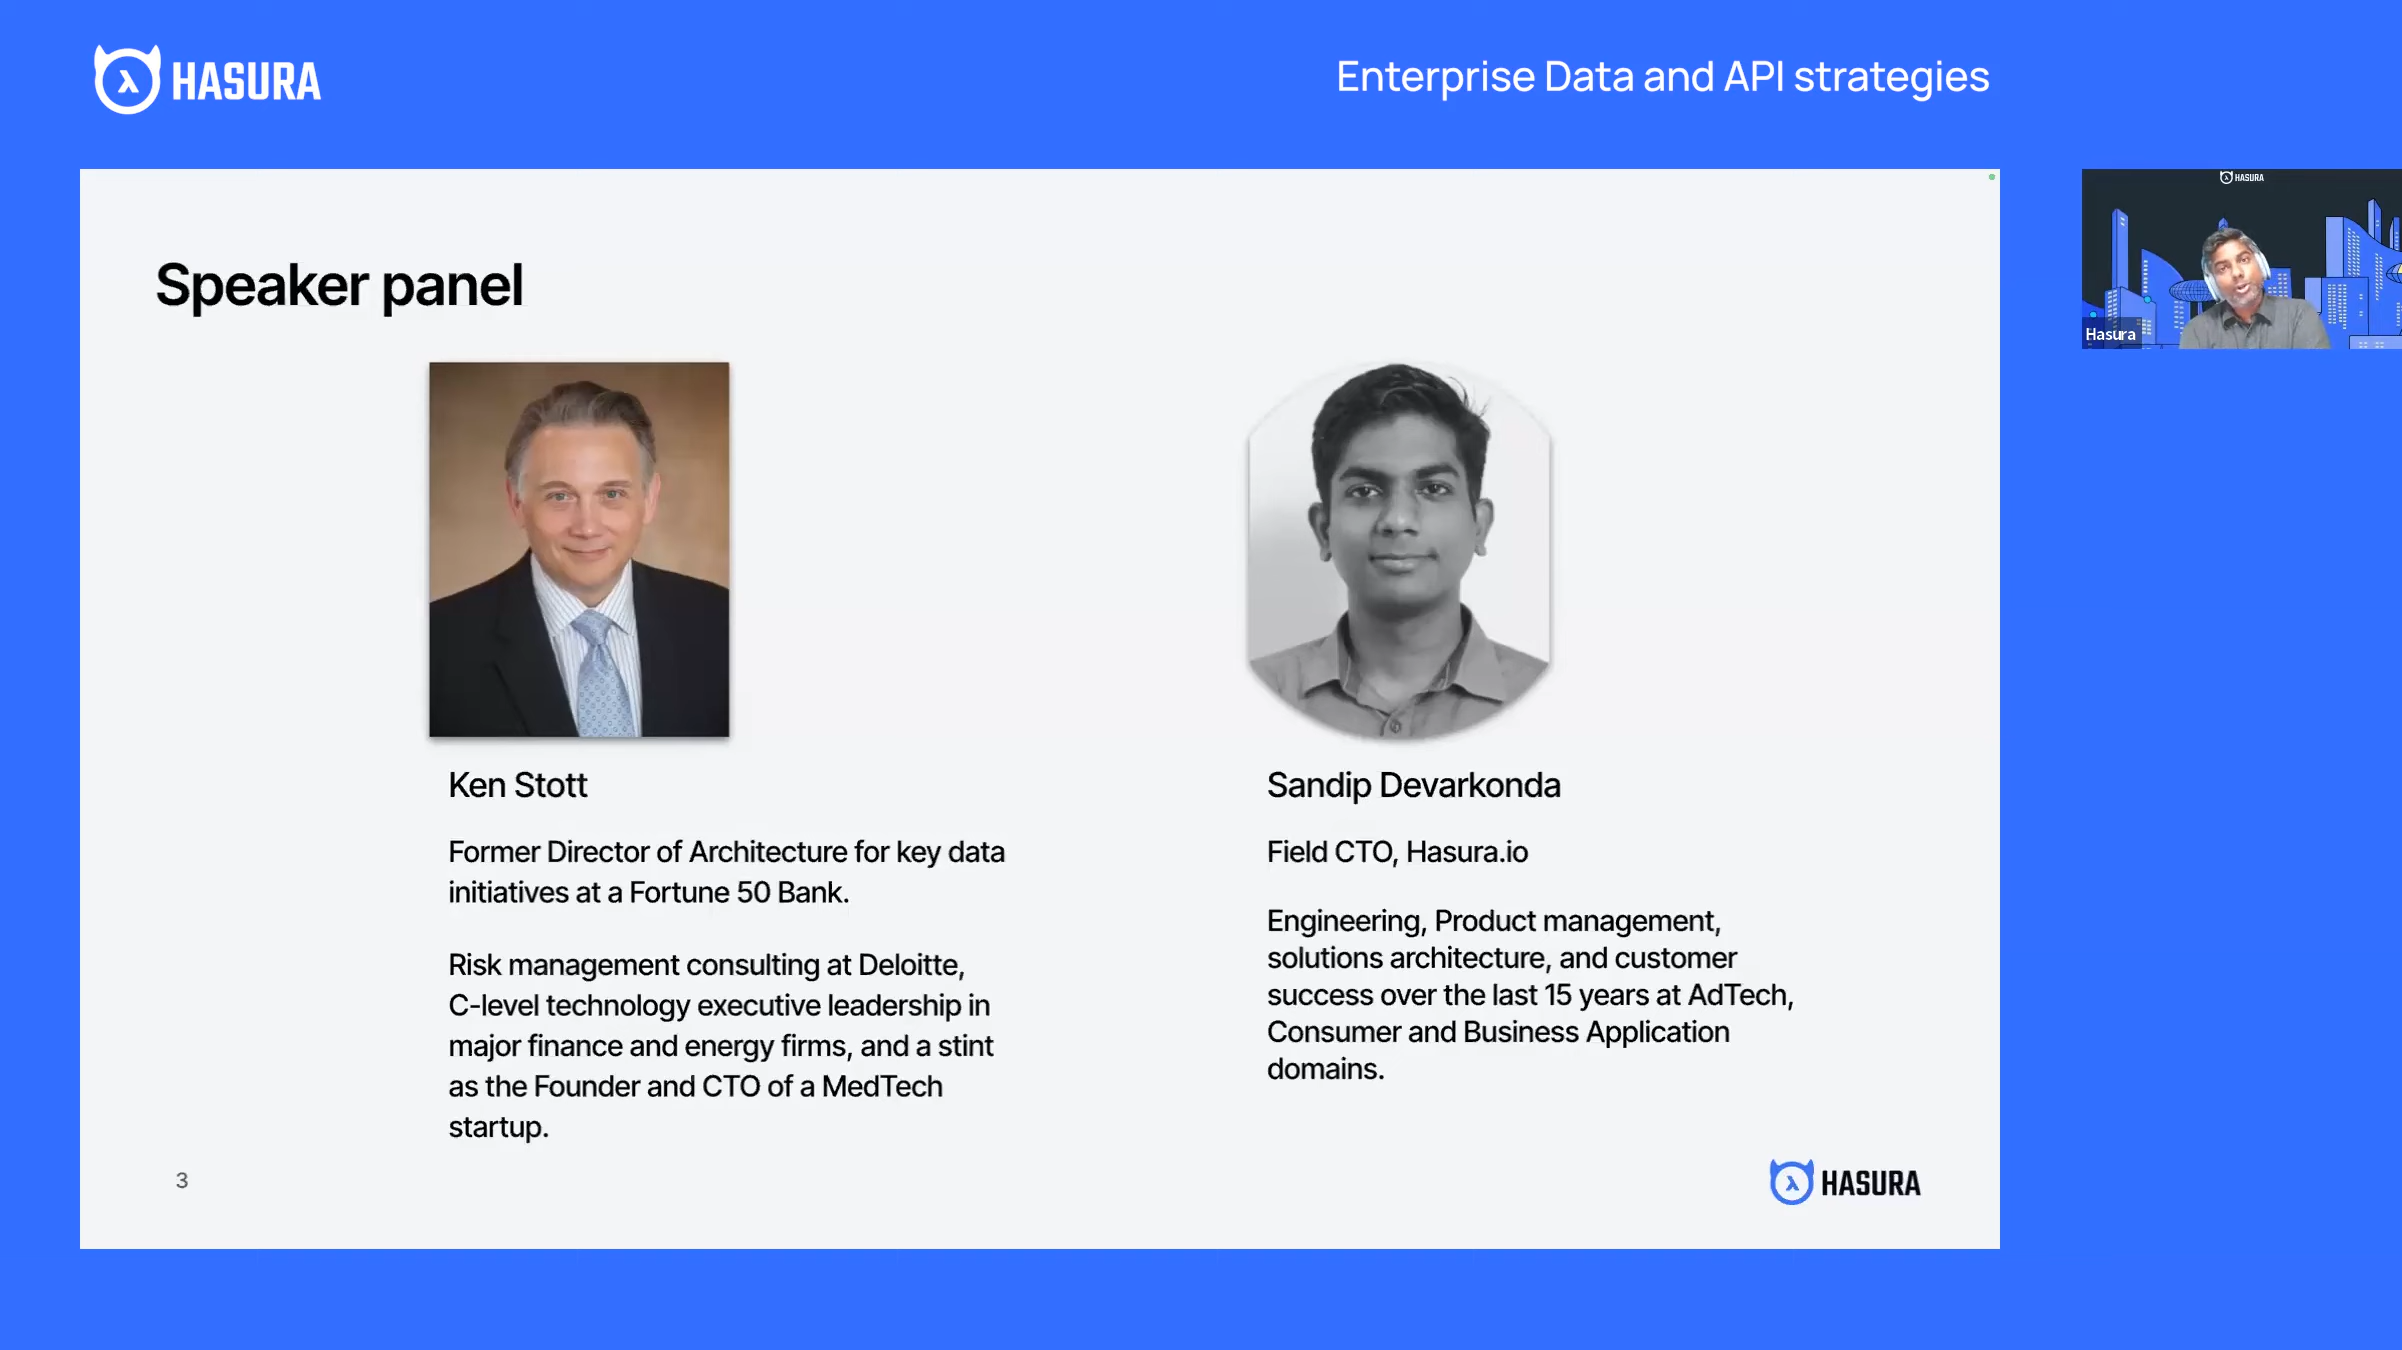 HASURA
Enterprise Data and API strategies
HASURA
Hasura
Speaker panel
Ken Stott
Former Director of Architecture for key data
initiatives at a Fortune 50 Bank.
Risk management consulting at Deloitte,
C-level technology executive leadership in
major finance and energy firms, and a stint
as the Founder and CTO of a MedTech
startup.
Sandip Devarkonda
Field CTO, Hasura.io
Engineering, Product management,
solutions architecture, and customer
success over the last 15 years at AdTech,
Consumer and Business Application
domains.
3
HASURA